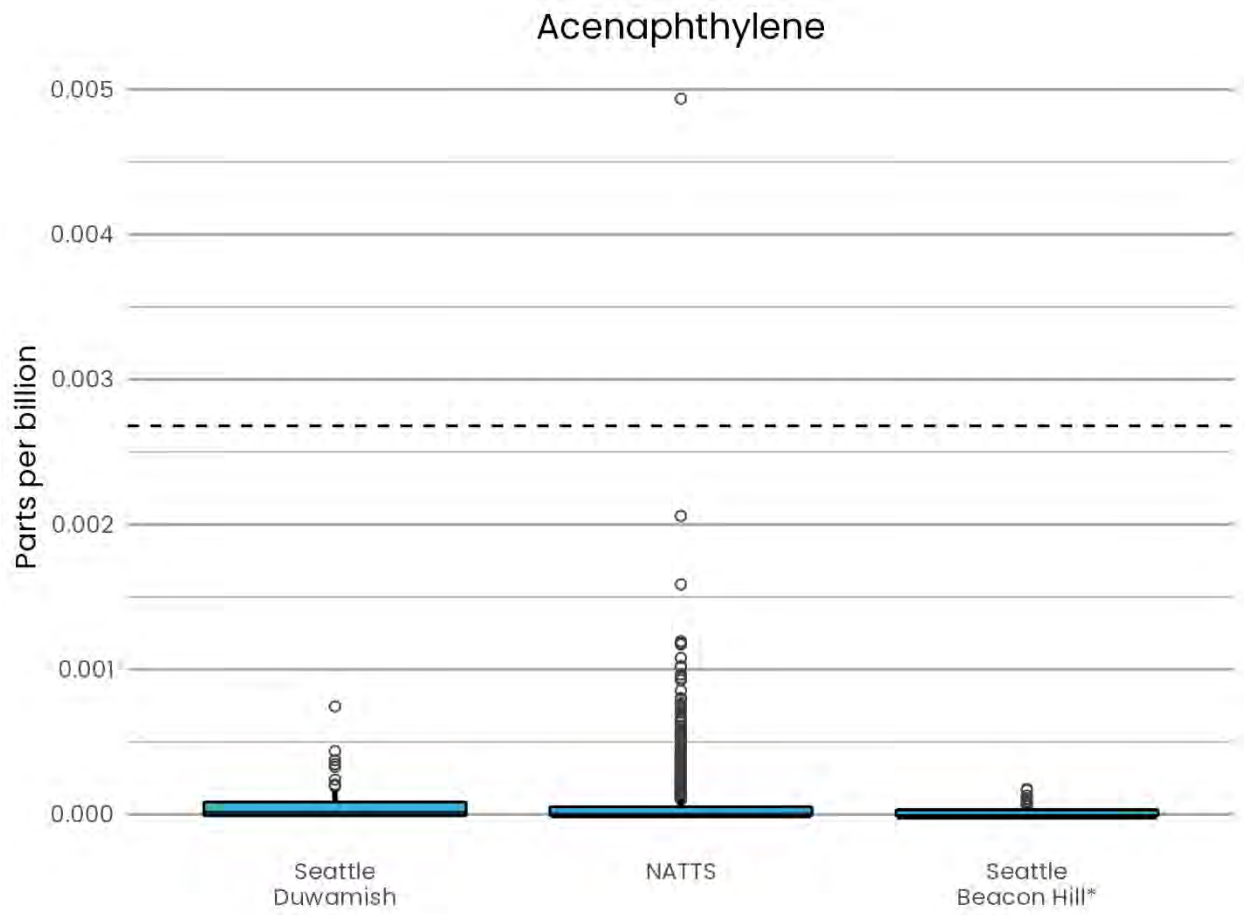 Acenaphthylene
Parts per billion
0.005
0.004
0.003
0.002
0.001
0.000
Seattle
Duwamish
NATTS
Seattle
Beacon Hill*